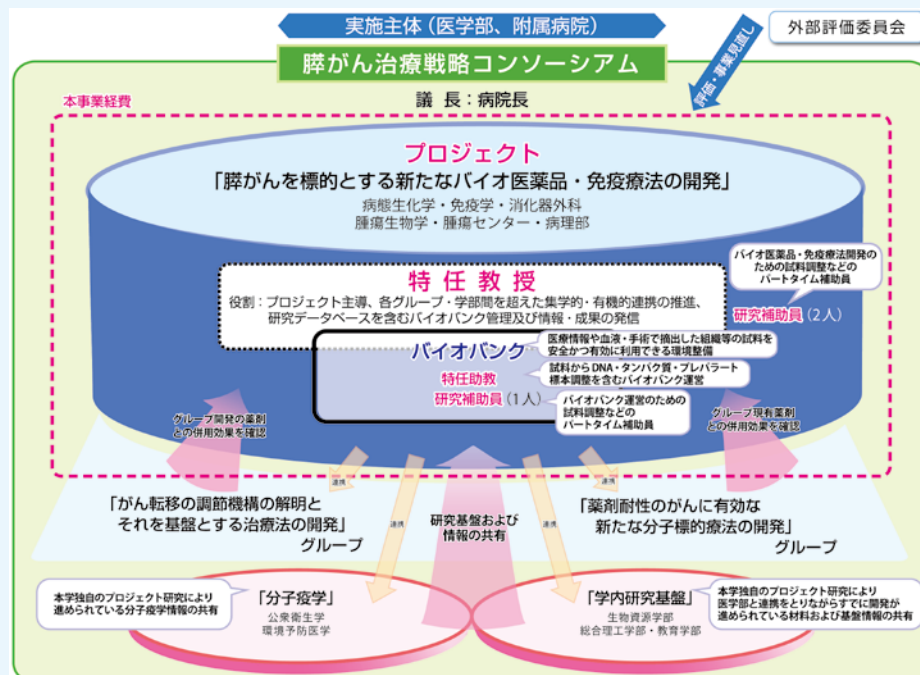 実施主体(医学部、附属病院)
外部評価委員会
膵がん治療戦略コンソーシアム
評価・事業見直し
議 長:病院長
本事業経費
プロジェクト
「膵がんを標的とする新たなバイオ医薬品・免疫療法の開発」
病態生化学・免疫学・消化器外科
腫瘍生物学・腫瘍センター・病理部
特 任 教 授
役割:プロジェクト主導、各グループ・学部間を超えた集学的・有機的連携の推進、
研究データベースを含むバイオバンク管理及び情報・成果の発信
バイオ医薬品・免疫療法開発の
ための試料調整などの
パートタイム補助員
研究補助員(2人)
バイオバンク
医療情報や血液・手術で摘出した組織等の試料を
安全かつ有効に利用できる環境整備
特任助教
試料からDNA・タンパク質・プレパラート
標本調整を含むバイオバンク運営
研究補助員(1人)
バイオバンク運営のための
試料調整などの
パートタイム補助員
グループ開発の薬剤
との併用効果を確認
グループ現有薬剤
との併用効果を確認
連携
連携
連携
連携
「がん転移の調節機構の解明と
それを基盤とする治療法の開発」
グループ
研究基盤および
情報の共有
「薬剤耐性のがんに有効な
新たな分子標的療法の開発」
グループ
本学独自のプロジェクト研究により
進められている分子疫学情報の共有
「分子疫学」
公衆衛生学
環境予防医学
「学内研究基盤」
生物資源学部
総合理工学部・教育学部
本学独自のプロジェクト研究により
医学部と連携をとりながらすでに開発が
進められている材料および基盤情報の共有